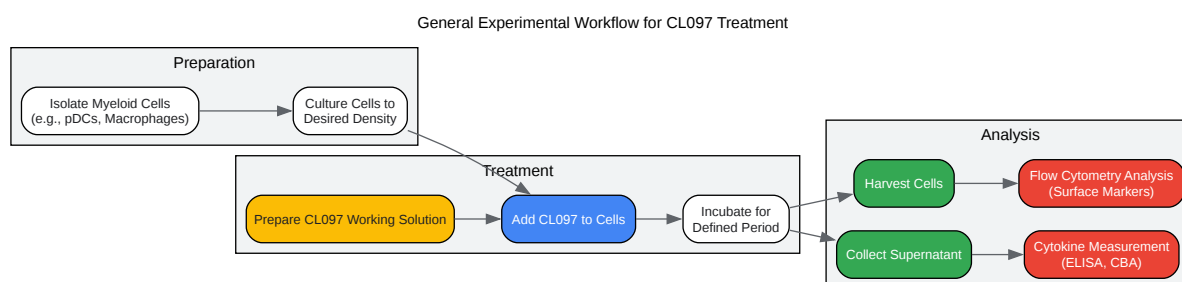 General Experimental Workflow for CL097 Treatment
Preparation
Isolate Myeloid Cells
(e.g., pDCs, Macrophages)
Culture Cells to
Desired Density
Treatment
Prepare CL097 Working Solution
Add CL097 to Cells
Incubate for
Defined Period
Analysis
Harvest Cells
Flow Cytometry Analysis
(Surface Markers)
Collect Supernatant
Cytokine Measurement
(ELISA, CBA)